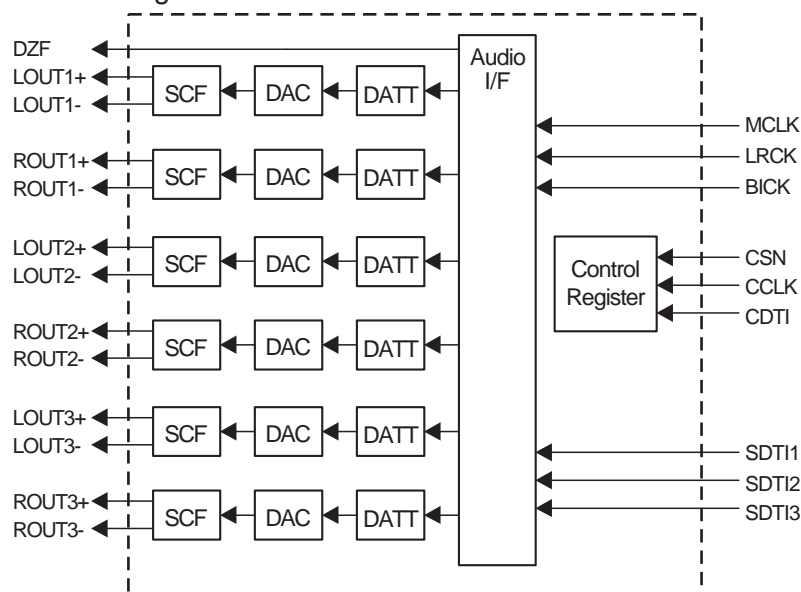 DZF
LOUT1+
LOUT1-
SCF
DAC
DATT
ROUT1+
ROUT1-
SCF
DAC
DATT
LOUT2+
LOUT2-
SCF
DAC
DATT
ROUT2+
ROUT2-
SCF
DAC
DATT
LOUT3+
LOUT3-
SCF
DAC
DATT
ROUT3+
ROUT3-
SCF
DAC
DATT
Audio
I/F
MCLK
LRCK
BICK
Control
Register
CSN
CCLK
CDTI
SDTI1
SDTI2
SDTI3